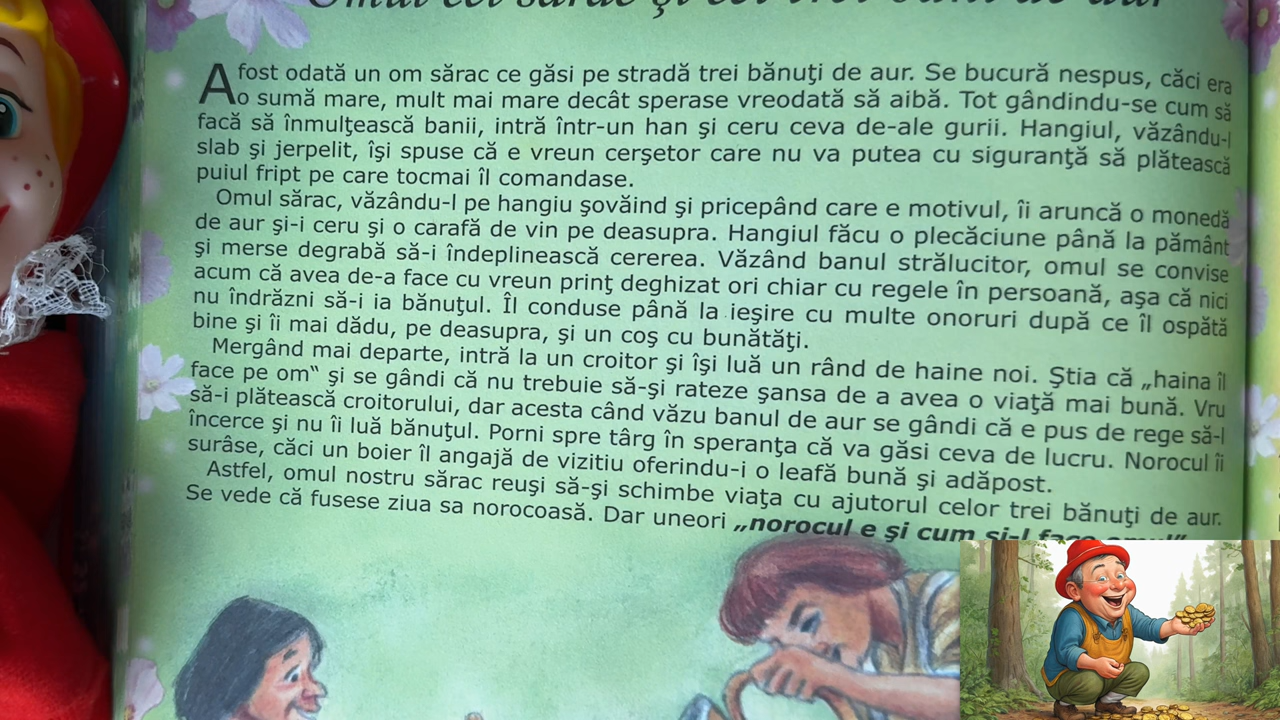 Omul cel sărac şi cei trei bani de aur
A fost odată un om sărac ce găsi pe stradă trei bănuţi de aur. Se bucură nespus, căci era
o sumă mare, mult mai mare decât sperase vreodată să aibă. Tot gândindu-se cum să
facă să înmulţească banii, intră într-un han şi ceru ceva de-ale gurii. Hangiul, văzându-l
slab şi jerpelit, îşi spuse că e vreun cerşetor care nu va putea cu siguranţă să plătească
puiul fript pe care tocmai îl comandase.
Omul sărac, văzându-l pe hangiu şovăind şi pricepând care e motivul, îi aruncă o monedă
de aur şi-i ceru şi o carafă de vin pe deasupra. Hangiul făcu o plecăciune până la pământ
şi merse degrabă să-i îndeplinească cererea. Văzând banul strălucitor, omul se convise
acum că avea de-a face cu vreun prinţ deghizat ori chiar cu regele în persoană, aşa că nici
nu îndrăzni să-i ia bănuţul. Îl conduse până la ieşire cu multe onoruri după ce îl ospătă
bine şi îi mai dădu, pe deasupra, şi un coş cu bunătăţi.
Mergând mai departe, intră la un croitor şi îşi luă un rând de haine noi. Ştia că „haina îl
face pe om“ şi se gândi că nu trebuie să-şi rateze şansa de a avea o viaţă mai bună. Vru
să-i plătească croitorului, dar acesta când văzu banul de aur se gândi că e pus de rege să-l
încerce şi nu îi luă bănuţul. Porni spre târg în speranţa că va găsi ceva de lucru. Norocul îi
surâse, căci un boier îl angajă de vizitiu oferindu-i o leafă bună şi adăpost.
Astfel, omul nostru sărac reuşi să-şi schimbe viaţa cu ajutorul celor trei bănuţi de aur.
Se vede că fusese ziua sa norocoasă. Dar uneori „norocul e şi cum şi-l face omul“